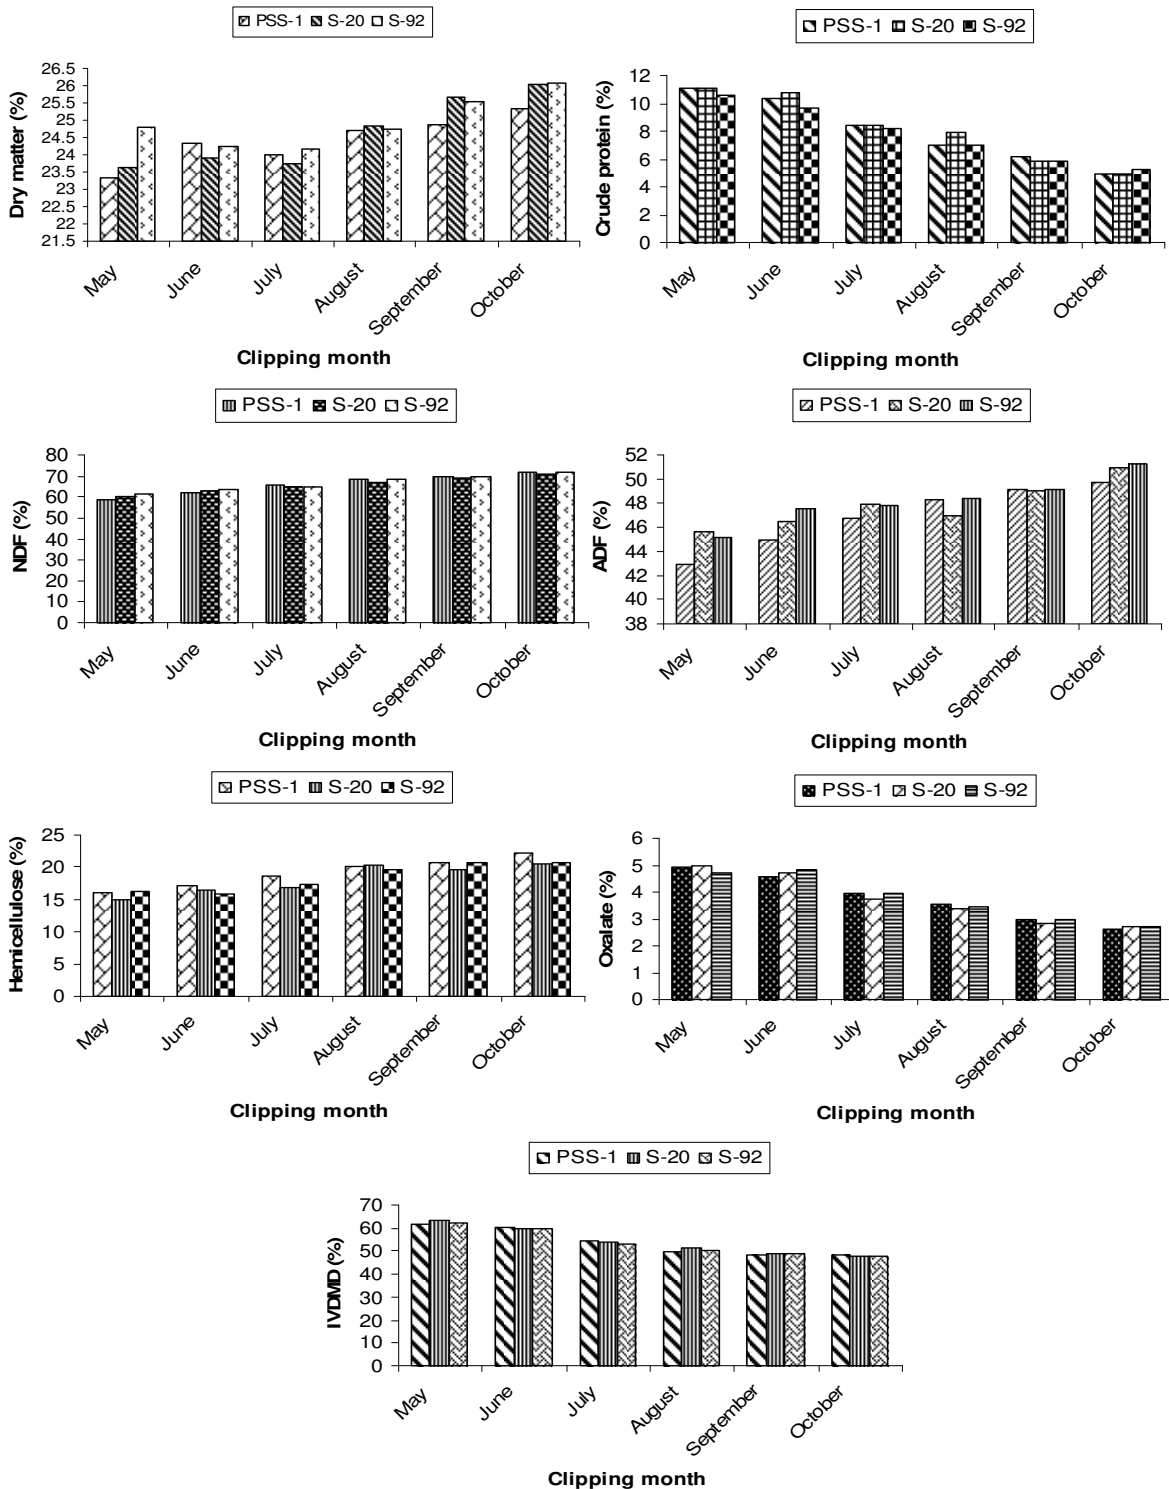 PSS-1 S-20 S-92
Dry matter (%)
26.5
26
25.5
25
24.5
24
23.5
23
22.5
22
21.5
May June July August September October
Clipping month
PSS-1 S-20 S-92
Crude protein (%)
12
10
8
6
4
2
0
May June July August September October
Clipping month
PSS-1 S-20 S-92
NDF (%)
80
70
60
50
40
30
20
10
0
May June July August September October
Clipping month
PSS-1 S-20 S-92
ADF (%)
52
50
48
46
44
42
40
38
May June July August September October
Clipping month
PSS-1 S-20 S-92
Hemicellulose (%)
25
20
15
10
5
0
May June July August September October
Clipping month
PSS-1 S-20 S-92
Oxalate (%)
6
5
4
3
2
1
0
May June July August September October
Clipping month
PSS-1 S-20 S-92
IVDMD (%)
70
60
50
40
30
20
10
0
May June July August September October
Clipping month